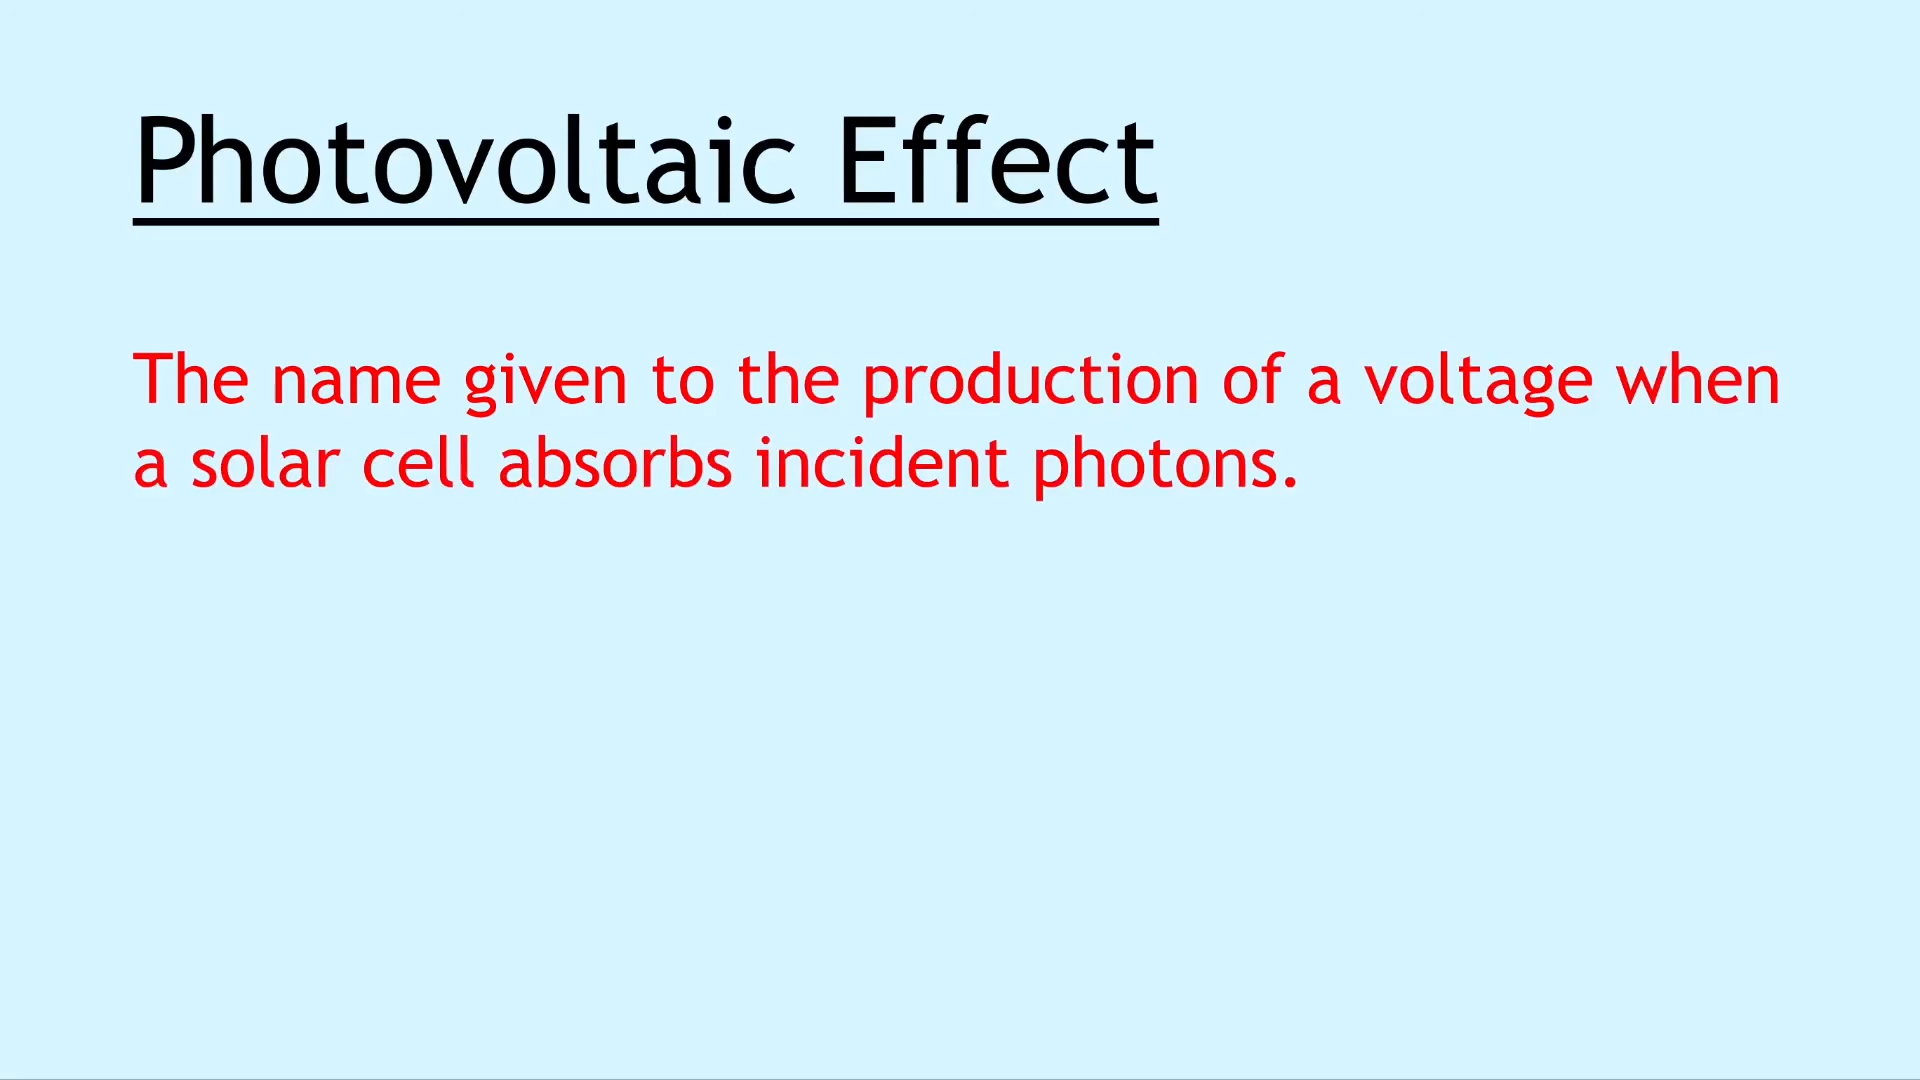 Photovoltaic Effect
The name given to the production of a voltage when
a solar cell absorbs incident photons.